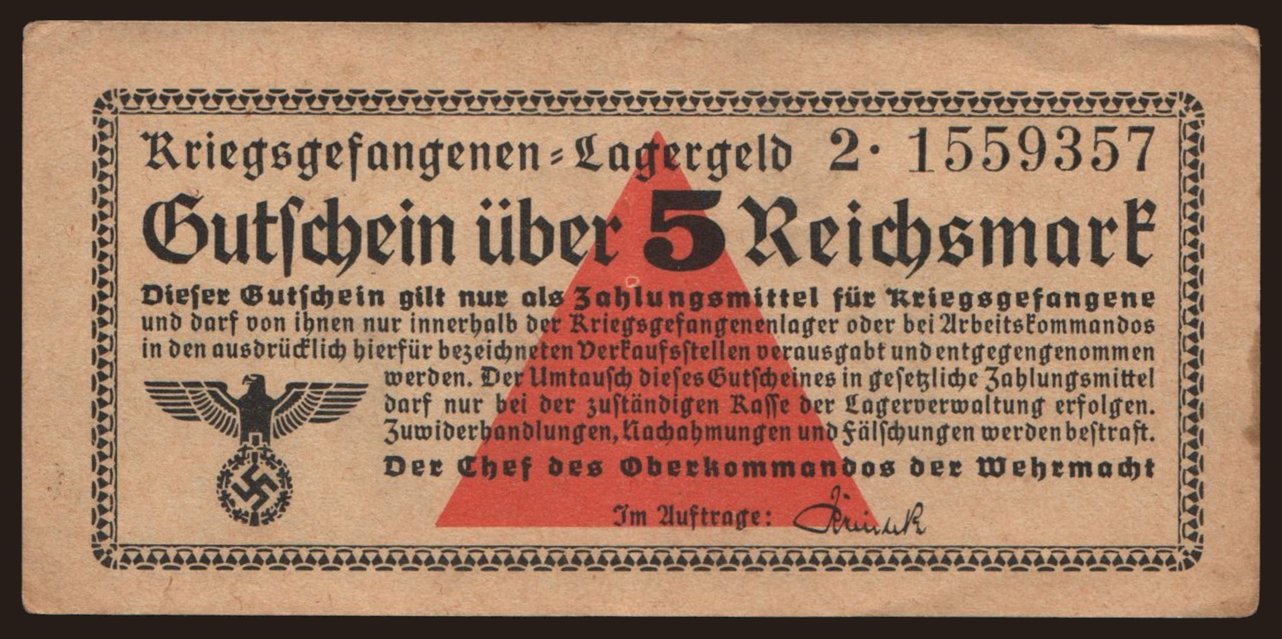 Kriegsgefangenen-Lagergeld 2· 1559357
Gutschein über 5 Reichsmark
Dieser Gutschein gilt nur als Zahlungsmittel für Kriegsgefangene
und darf von ihnen nur innerhalb der Kriegsgefangenenlager oder bei Arbeitskommandos
in den ausdrücklich hierfür bezeichneten Verkaufsstellen verausgabt und entgegengenommen
werden. Der Umtausch dieses Gutscheines in gesetzliche Zahlungsmittel
darf nur bei der zuständigen Kasse der Lagerverwaltung erfolgen.
Zuwiderhandlungen, Nachahmungen und Fälschungen werden bestraft.
Der Chef des Oberkommandos der Wehrmacht
Im Auftrage: